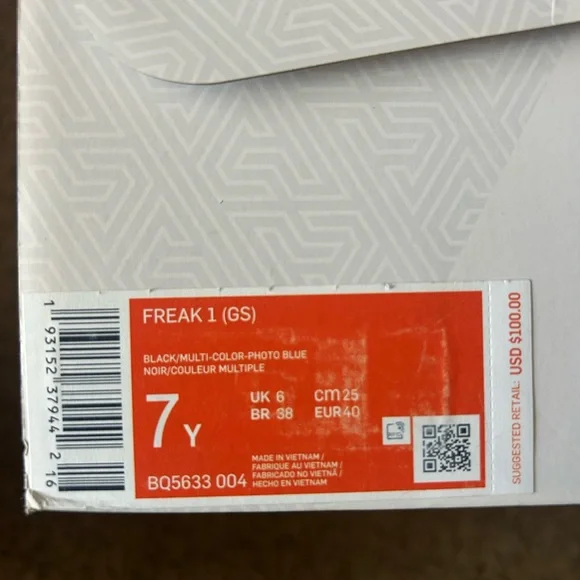 FREAK 1 (GS)
BLACK/MULTI-COLOR-PHOTO BLUE
NOIR/COULEUR MULTIPLE
7Y
UK 6 cm 25
BR 38 EUR 40
BQ5633 004
MADE IN VIETNAM /
FABRIQUE AU VIETNAM /
FABRICADO NO VIETNÃ /
HECHO EN VIETNAM
1 93152 37944 2 16
SUGGESTED RETAIL: USD $100.00